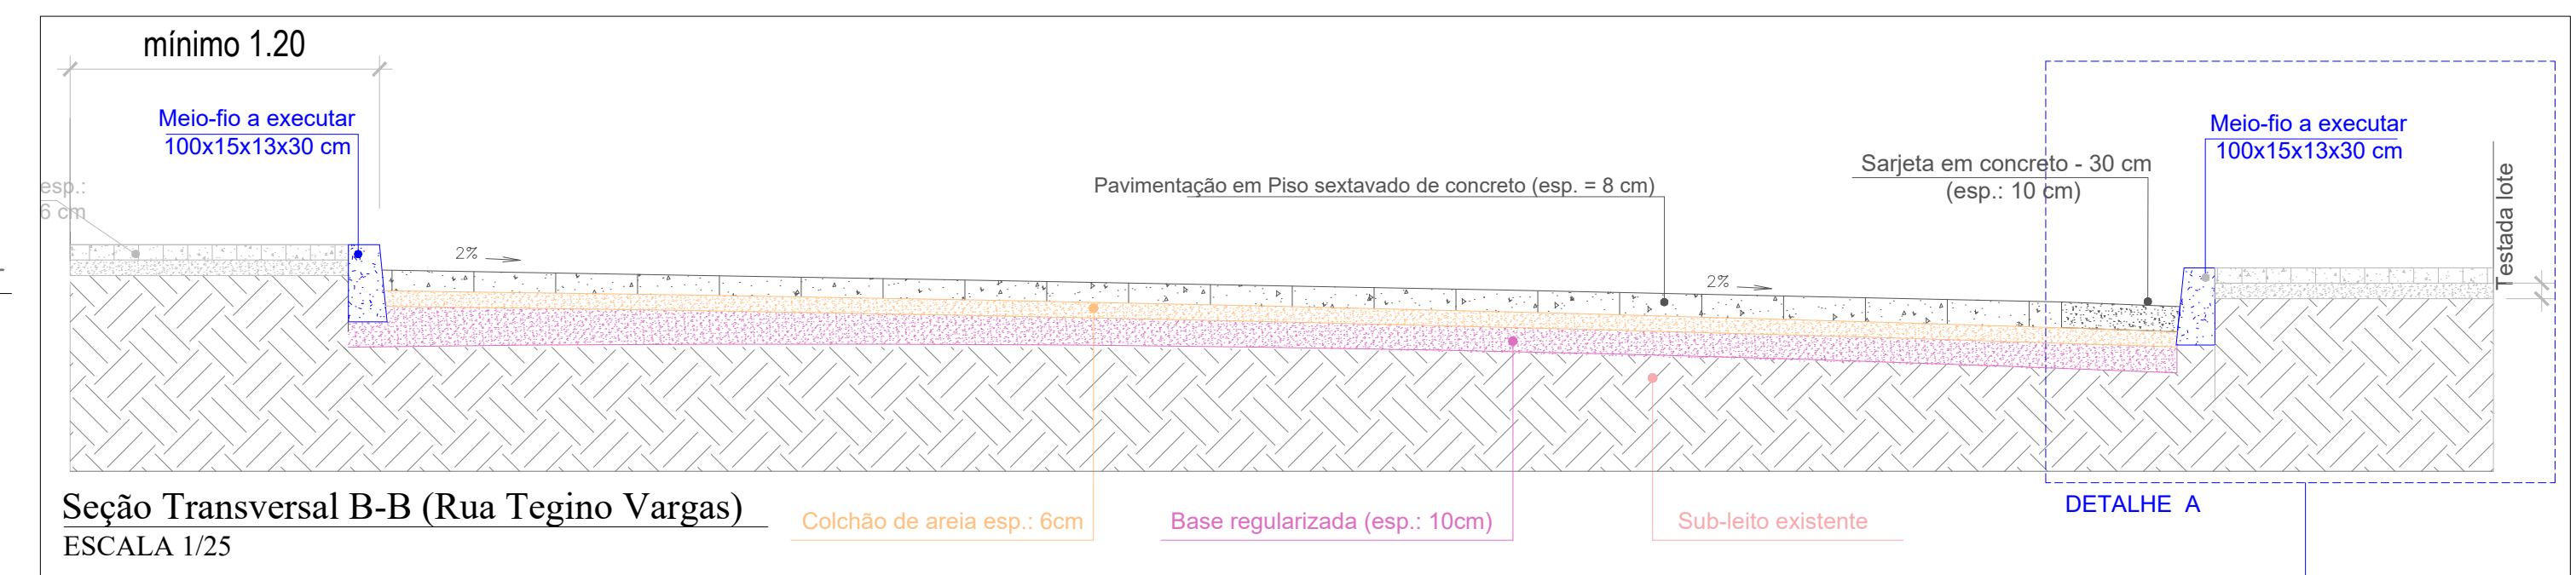 mínimo 1.20
Meio-fio a executar
100x15x13x30 cm
esp.:
6 cm
2%
Pavimentação em Piso sextavado de concreto (esp. = 8 cm)
2%
Sarjeta em concreto - 30 cm
(esp.: 10 cm)
Meio-fio a executar
100x15x13x30 cm
Testada lote
Seção Transversal B-B (Rua Tegino Vargas)
ESCALA 1/25
Colchão de areia esp.: 6cm
Base regularizada (esp.: 10cm)
Sub-leito existente
DETALHE A